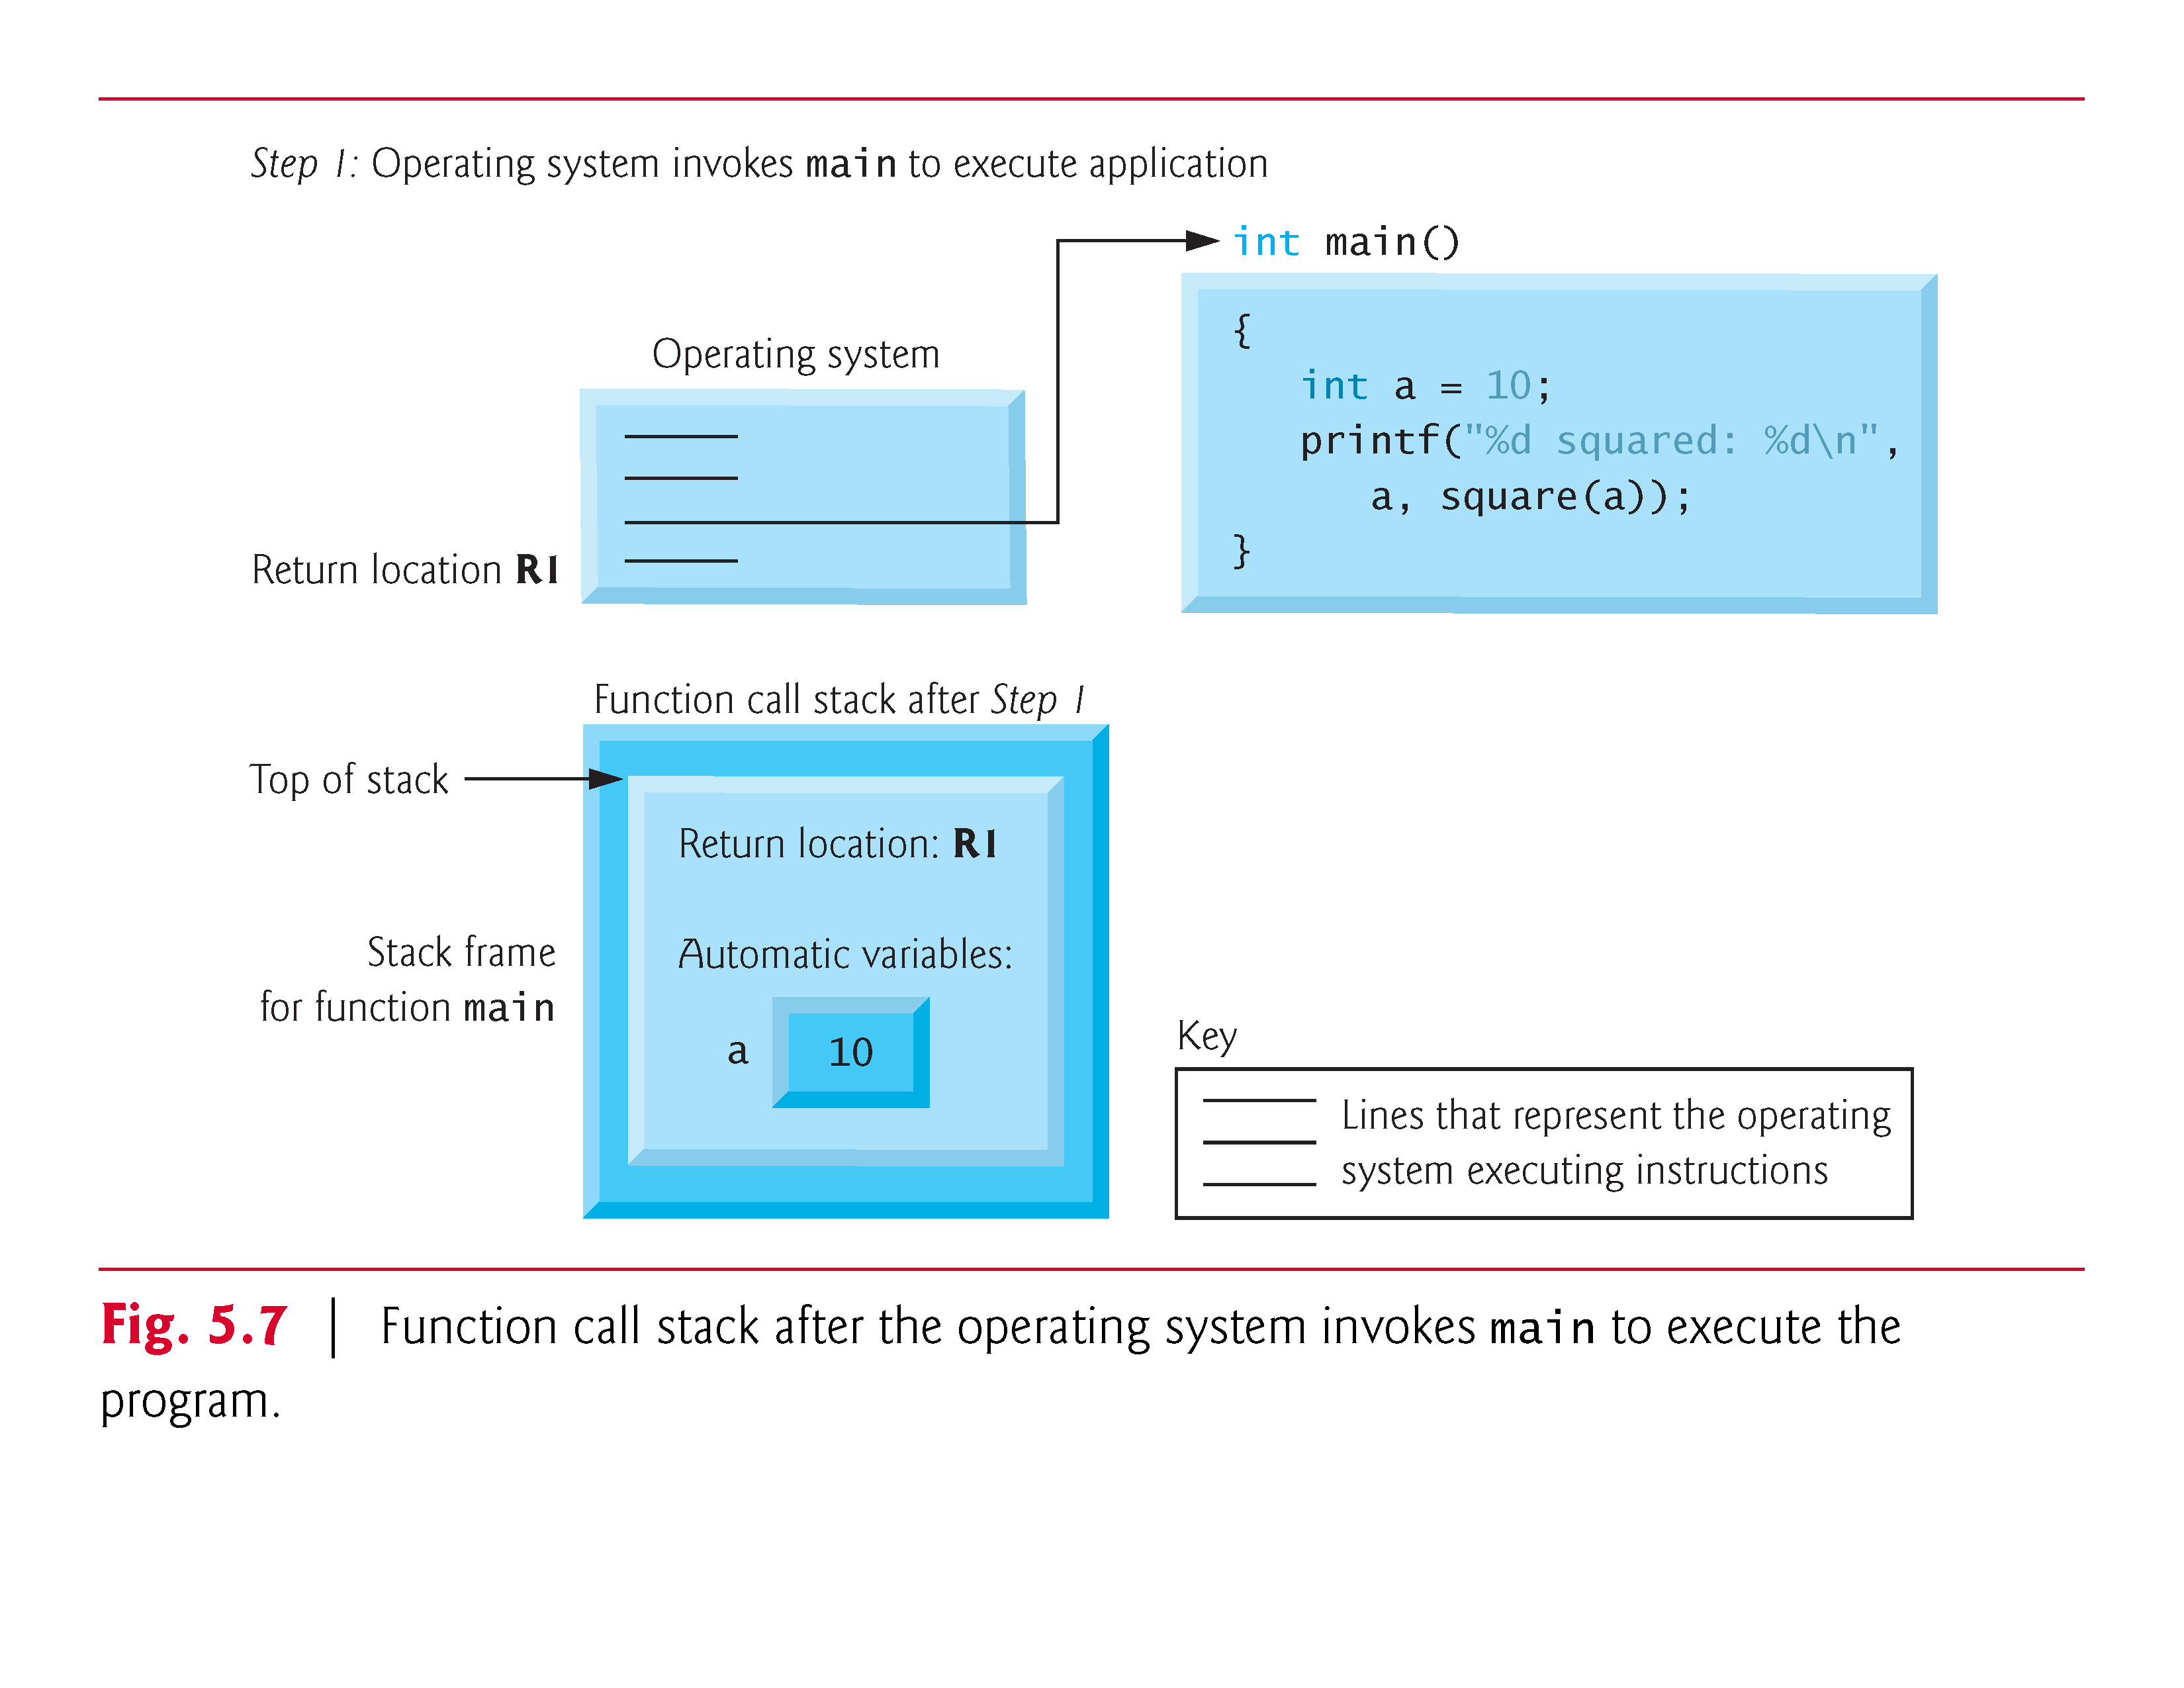 Step 1: Operating system invokes main to execute application
int main()
{
int a = 10;
printf("%d squared: %d\n",
a, square(a));
}
Operating system
Return location R1
Function call stack after Step 1
Top of stack
Return location: R1
Stack frame
for function main
Automatic variables:
a 10
Key
Lines that represent the operating
system executing instructions
Fig. 5.7 | Function call stack after the operating system invokes main to execute the
program.